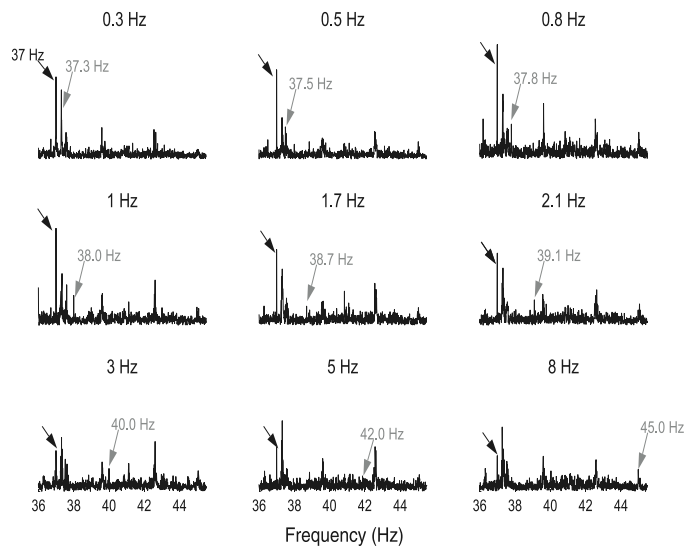 0.3 Hz
0.5 Hz
0.8 Hz
37 Hz
37.3 Hz
37.5 Hz
37.8 Hz
1 Hz
1.7 Hz
2.1 Hz
38.0 Hz
38.7 Hz
39.1 Hz
3 Hz
5 Hz
8 Hz
40.0 Hz
42.0 Hz
45.0 Hz
36 38 40 42 44
36 38 40 42 44
36 38 40 42 44
Frequency (Hz)